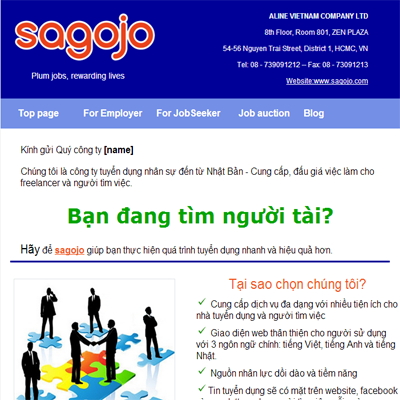 sagojo
Plum jobs, rewarding lives
ALINE VIETNAM COMPANY LTD
8th Floor, Room 801, ZEN PLAZA
54-56 Nguyen Trai Street, District 1, HCMC, VN
Tel: 08 - 739091212 – Fax: 08 - 73091213
Website:www.sagojo.com
Top page For Employer For JobSeeker Job auction Blog
Kính gửi Quý công ty [name]
Chúng tôi là công ty tuyển dụng nhân sự đến từ Nhật Bản - Cung cấp, đấu giá việc làm cho
freelancer và người tìm việc.
Bạn đang tìm người tài?
Hãy để sagojo giúp bạn thực hiện quá trình tuyển dụng nhanh và hiệu quả hơn.
Tại sao chọn chúng tôi?
Cung cấp dịch vụ đa dạng với nhiều tiện ích cho
nhà tuyển dụng và người tìm việc
Giao diện web thân thiện cho người sử dụng
với 3 ngôn ngữ chính: tiếng Việt, tiếng Anh và tiếng
Nhật.
Nguồn nhân lực dồi dào và tiềm năng
Tin tuyển dụng sẽ có mặt trên website, facebook